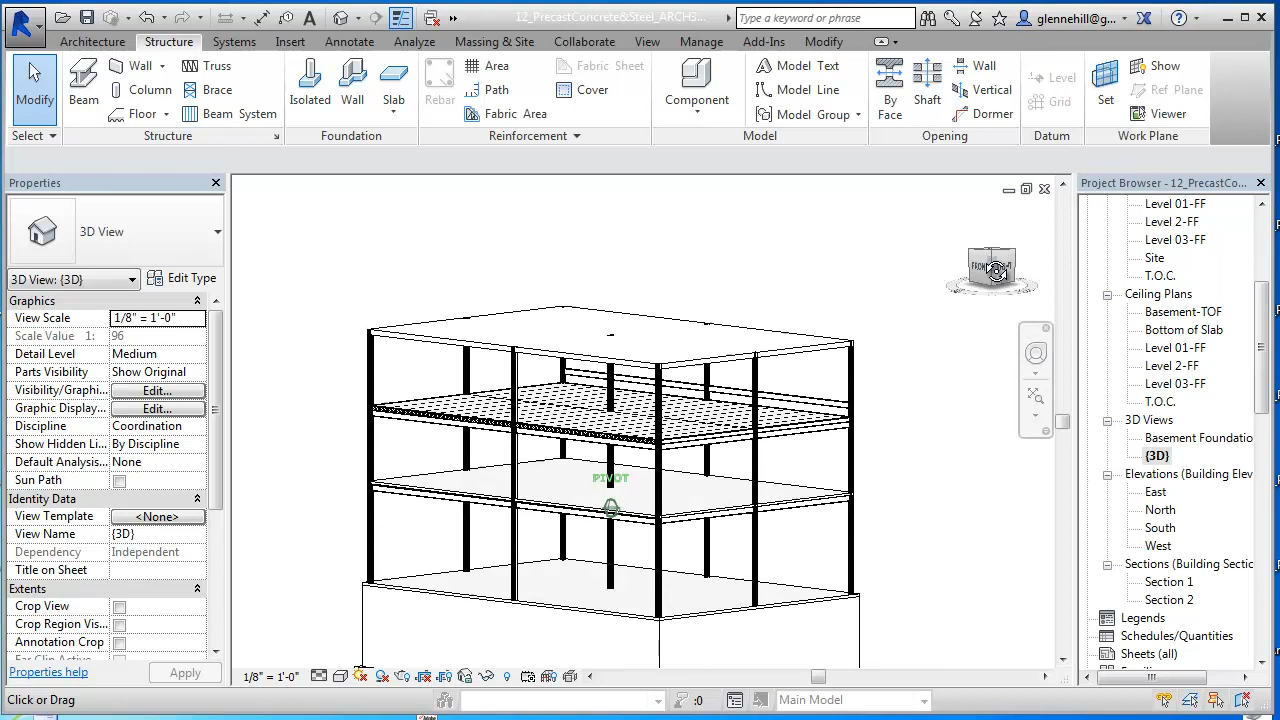 12_PrecastConcrete&Steel_ARCH3...
Type a keyword or phrase
glennehill@g...
Architecture Structure Systems Insert Annotate Analyze Massing & Site Collaborate View Manage Add-Ins Modify
Modify
Select
Beam
Wall
Column
Floor
Truss
Brace
Beam System
Structure
Isolated
Wall
Slab
Foundation
Rebar
Area
Path
Fabric Area
Fabric Sheet
Cover
Reinforcement
Component
Model Text
Model Line
Model Group
Model
By Face
Shaft
Wall
Vertical
Dormer
Opening
Level
Grid
Datum
Set
Show
Ref Plane
Viewer
Work Plane
Properties
3D View
3D View: {3D}
Edit Type
Graphics
View Scale 1/8" = 1'-0"
Scale Value 1: 96
Detail Level Medium
Parts Visibility Show Original
Visibility/Graphi... Edit...
Graphic Display... Edit...
Discipline Coordination
Show Hidden Li... By Discipline
Default Analysis... None
Sun Path
Identity Data
View Template <None>
View Name {3D}
Dependency Independent
Title on Sheet
Extents
Crop View
Crop Region Vis...
Annotation Crop
Properties help
Apply
FRONT
PIVOT
1/8" = 1'-0"
Project Browser - 12_PrecastCo...
Level 01-FF
Level 2-FF
Level 03-FF
Site
T.O.C.
Ceiling Plans
Basement-TOF
Bottom of Slab
Level 01-FF
Level 2-FF
Level 03-FF
T.O.C.
3D Views
Basement Foundatio
{3D}
Elevations (Building Elev
East
North
South
West
Sections (Building Sectic
Section 1
Section 2
Legends
Schedules/Quantities
Sheets (all)
Click or Drag
:0
Main Model